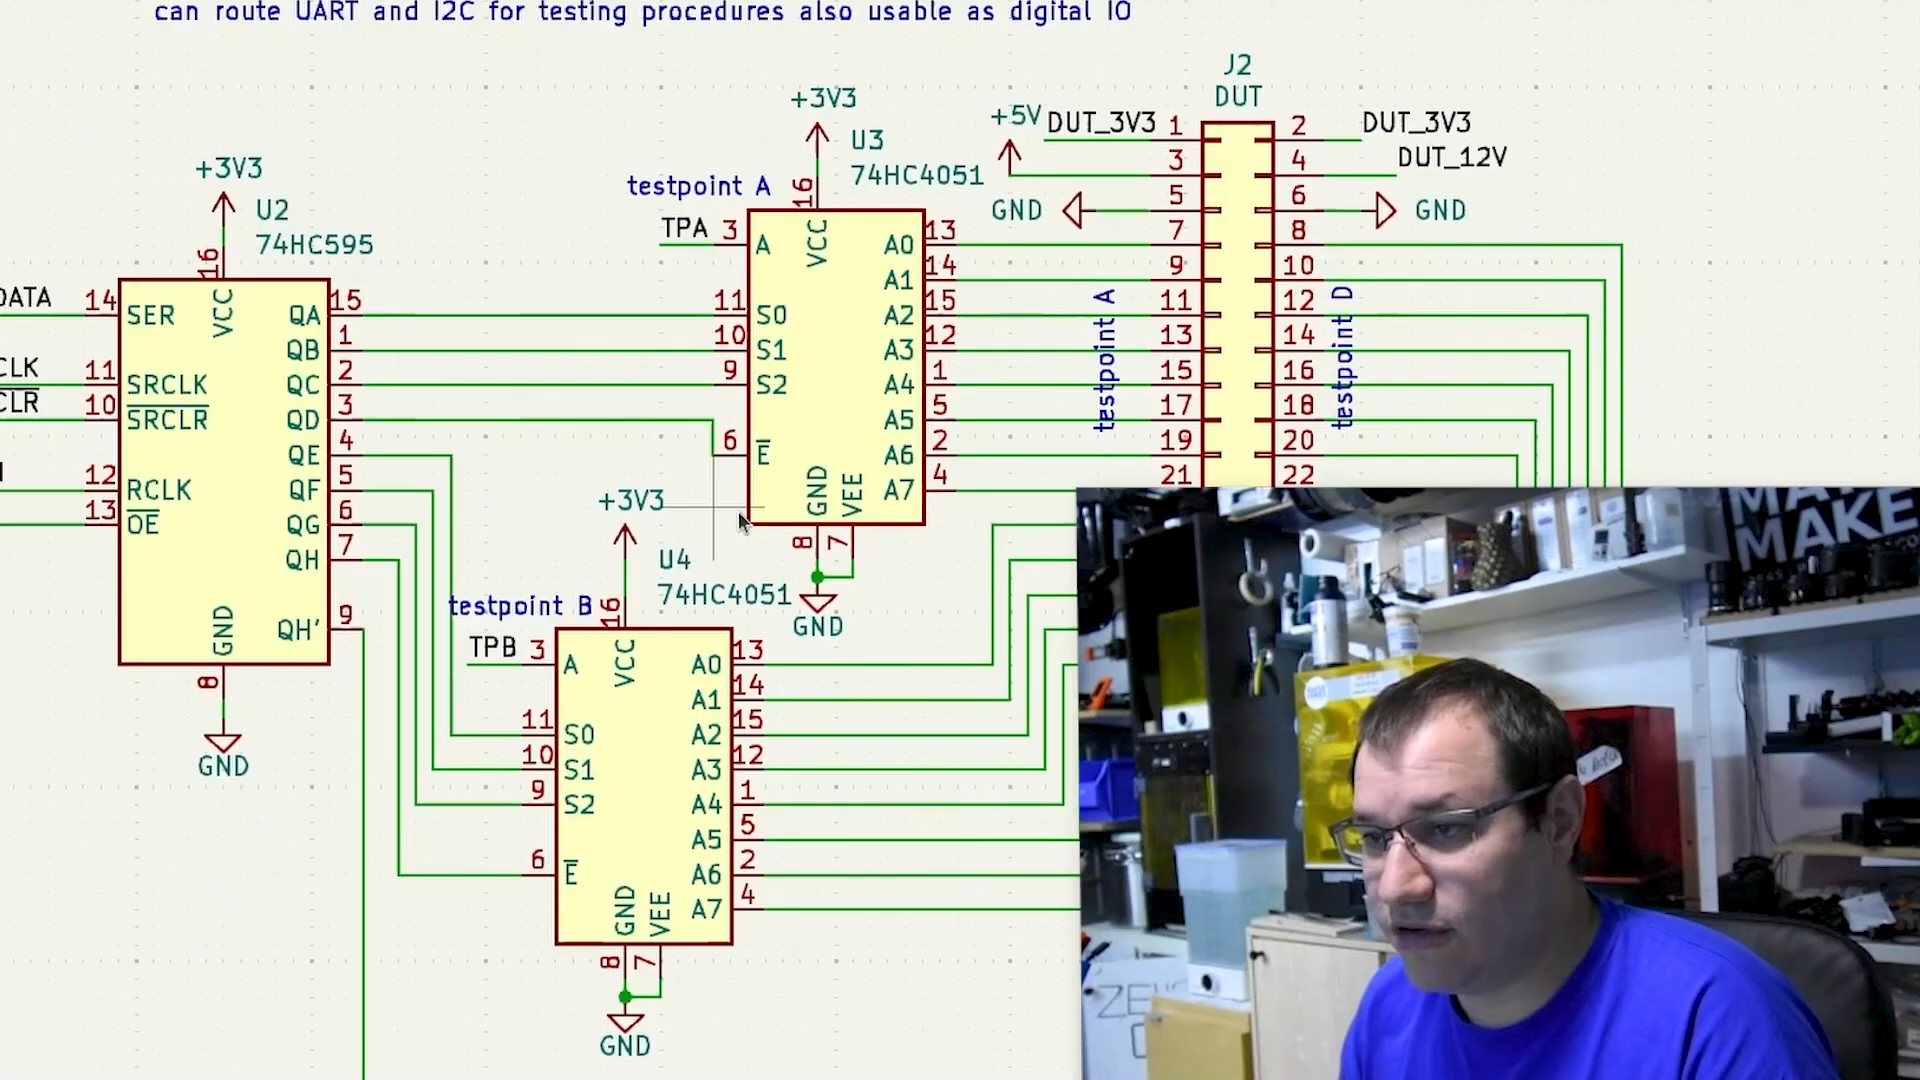 can route UART and I2C for testing procedures also usable as digital IO
J2
DUT
+3V3
+5V
DUT_3V3
1
2
DUT_3V3
U3
74HC4051
3
4
DUT_12V
+3V3
testpoint A
16
GND
5
6
GND
U2
74HC595
TPA
3
A
VCC
A0
13
7
8
16
A1
14
9
10
DATA
14
SER
VCC
QA
15
11
S0
A2
15
11
12
1
QB
10
S1
A3
12
13
14
testpoint A
testpoint D
CLK
11
SRCLK
QC
2
9
S2
A4
1
15
16
CLR
10
SRCLR
QD
3
A5
5
17
18
4
QE
6
E
A6
2
19
20
12
RCLK
QF
5
+3V3
GND
VEE
A7
4
21
22
13
OE
QG
6
8
7
QH
7
U4
74HC4051
testpoint B
16
GND
GND
QH'
9
TPB
3
A
VCC
A0
13
8
A1
14
11
S0
A2
15
GND
10
S1
A3
12
9
S2
A4
1
A5
5
6
E
A6
2
GND
VEE
A7
4
8
7
GND
MAKE